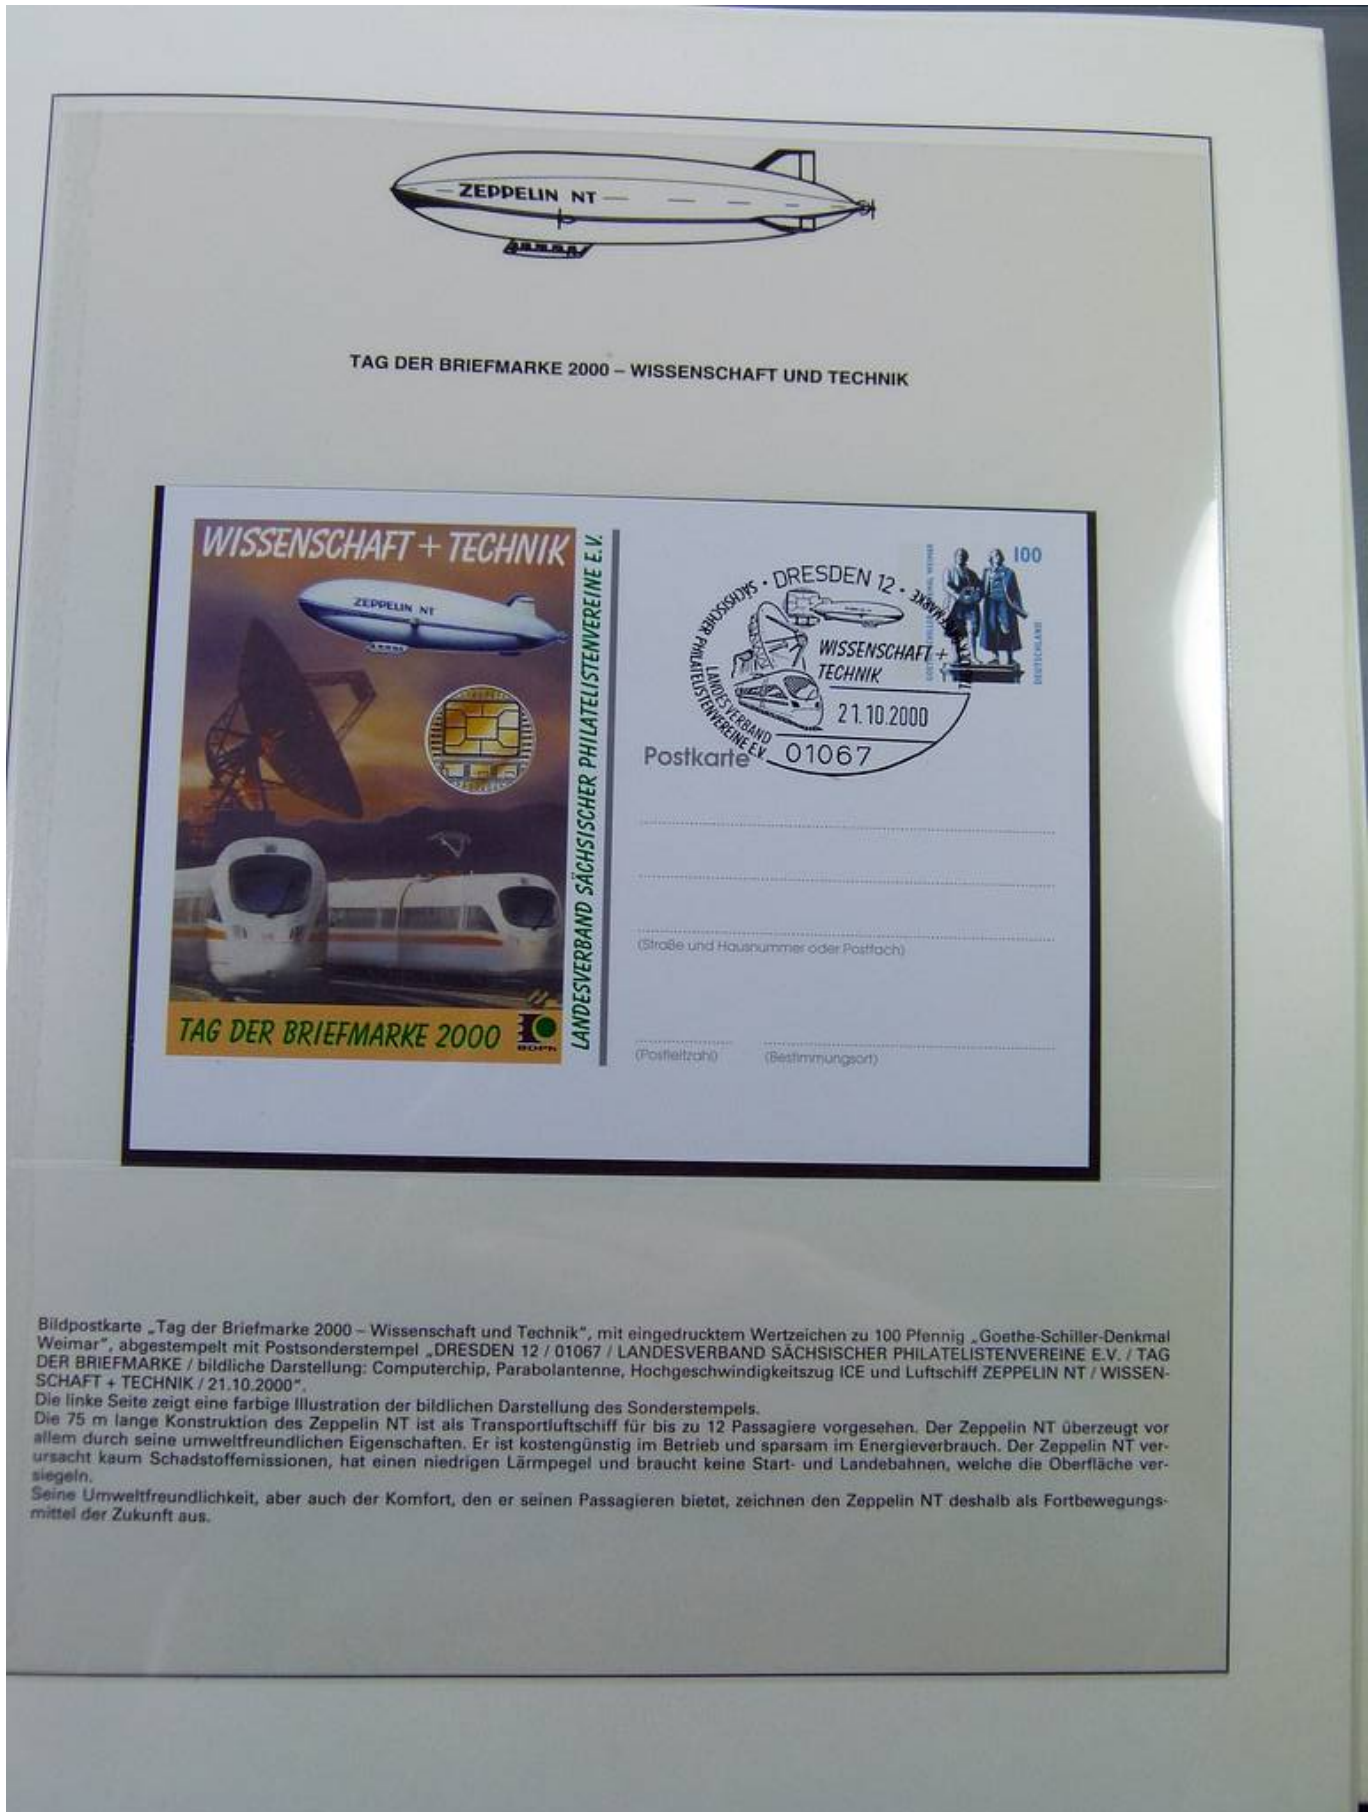 ZEPPELIN NT
TAG DER BRIEFMARKE 2000 – WISSENSCHAFT UND TECHNIK
WISSENSCHAFT + TECHNIK
ZEPPELIN NT
TAG DER BRIEFMARKE 2000
BDPh
LANDESVERBAND SÄCHSISCHER PHILATELISTENVEREINE E.V.
100
DEUTSCHLAND
· DRESDEN 12 ·
LANDESVERBAND
SÄCHSISCHER PHILATELISTENVEREINE E.V.
WISSENSCHAFT +
TECHNIK
21.10.2000
01067
Postkarte
(Straße und Hausnummer oder Postfach)
(Postleitzahl)
(Bestimmungsort)
Bildpostkarte „Tag der Briefmarke 2000 – Wissenschaft und Technik“, mit eingedrucktem Wertzeichen zu 100 Pfennig „Goethe-Schiller-Denkmal
Weimar“, abgestempelt mit Postsonderstempel „DRESDEN 12 / 01067 / LANDESVERBAND SÄCHSISCHER PHILATELISTENVEREINE E.V. / TAG
DER BRIEFMARKE / bildliche Darstellung: Computerchip, Parabolantenne, Hochgeschwindigkeitszug ICE und Luftschiff ZEPPELIN NT / WISSEN-
SCHAFT + TECHNIK / 21.10.2000“.
Die linke Seite zeigt eine farbige Illustration der bildlichen Darstellung des Sonderstempels.
Die 75 m lange Konstruktion des Zeppelin NT ist als Transportluftschiff für bis zu 12 Passagiere vorgesehen. Der Zeppelin NT überzeugt vor
allem durch seine umweltfreundlichen Eigenschaften. Er ist kostengünstig im Betrieb und sparsam im Energieverbrauch. Der Zeppelin NT ver-
ursacht kaum Schadstoffemissionen, hat einen niedrigen Lärmpegel und braucht keine Start- und Landebahnen, welche die Oberfläche ver-
siegeln.
Seine Umweltfreundlichkeit, aber auch der Komfort, den er seinen Passagieren bietet, zeichnen den Zeppelin NT deshalb als Fortbewegungs-
mittel der Zukunft aus.